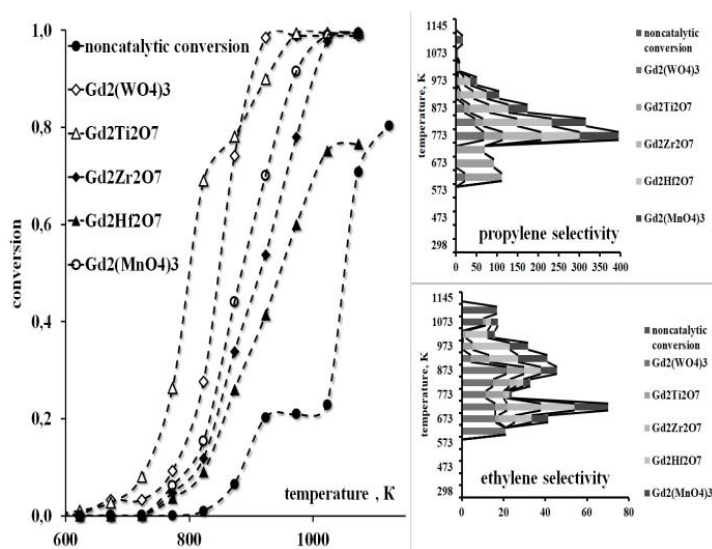 1,0
0,8
0,6
0,4
0,2
0,0
conversion
noncatalytic conversion
Gd2(WO4)3
Gd2Ti2O7
Gd2Zr2O7
Gd2Hf2O7
Gd2(MnO4)3
temperature , K
600
800
1000
1145
1073
973
873
773
673
573
473
398
298
temperature, K
propylene selectivity
0
50
100
150
200
250
300
350
400
noncatalytic
conversion
Gd2(WO4)3
Gd2Ti2O7
Gd2Zr2O7
Gd2Hf2O7
Gd2(MnO4)3
1145
1073
973
873
773
673
573
473
398
298
temperature, K
ethylene selectivity
0
20
40
60
80
noncatalytic
conversion
Gd2(WO4)3
Gd2Ti2O7
Gd2Zr2O7
Gd2Hf2O7
Gd2(MnO4)3